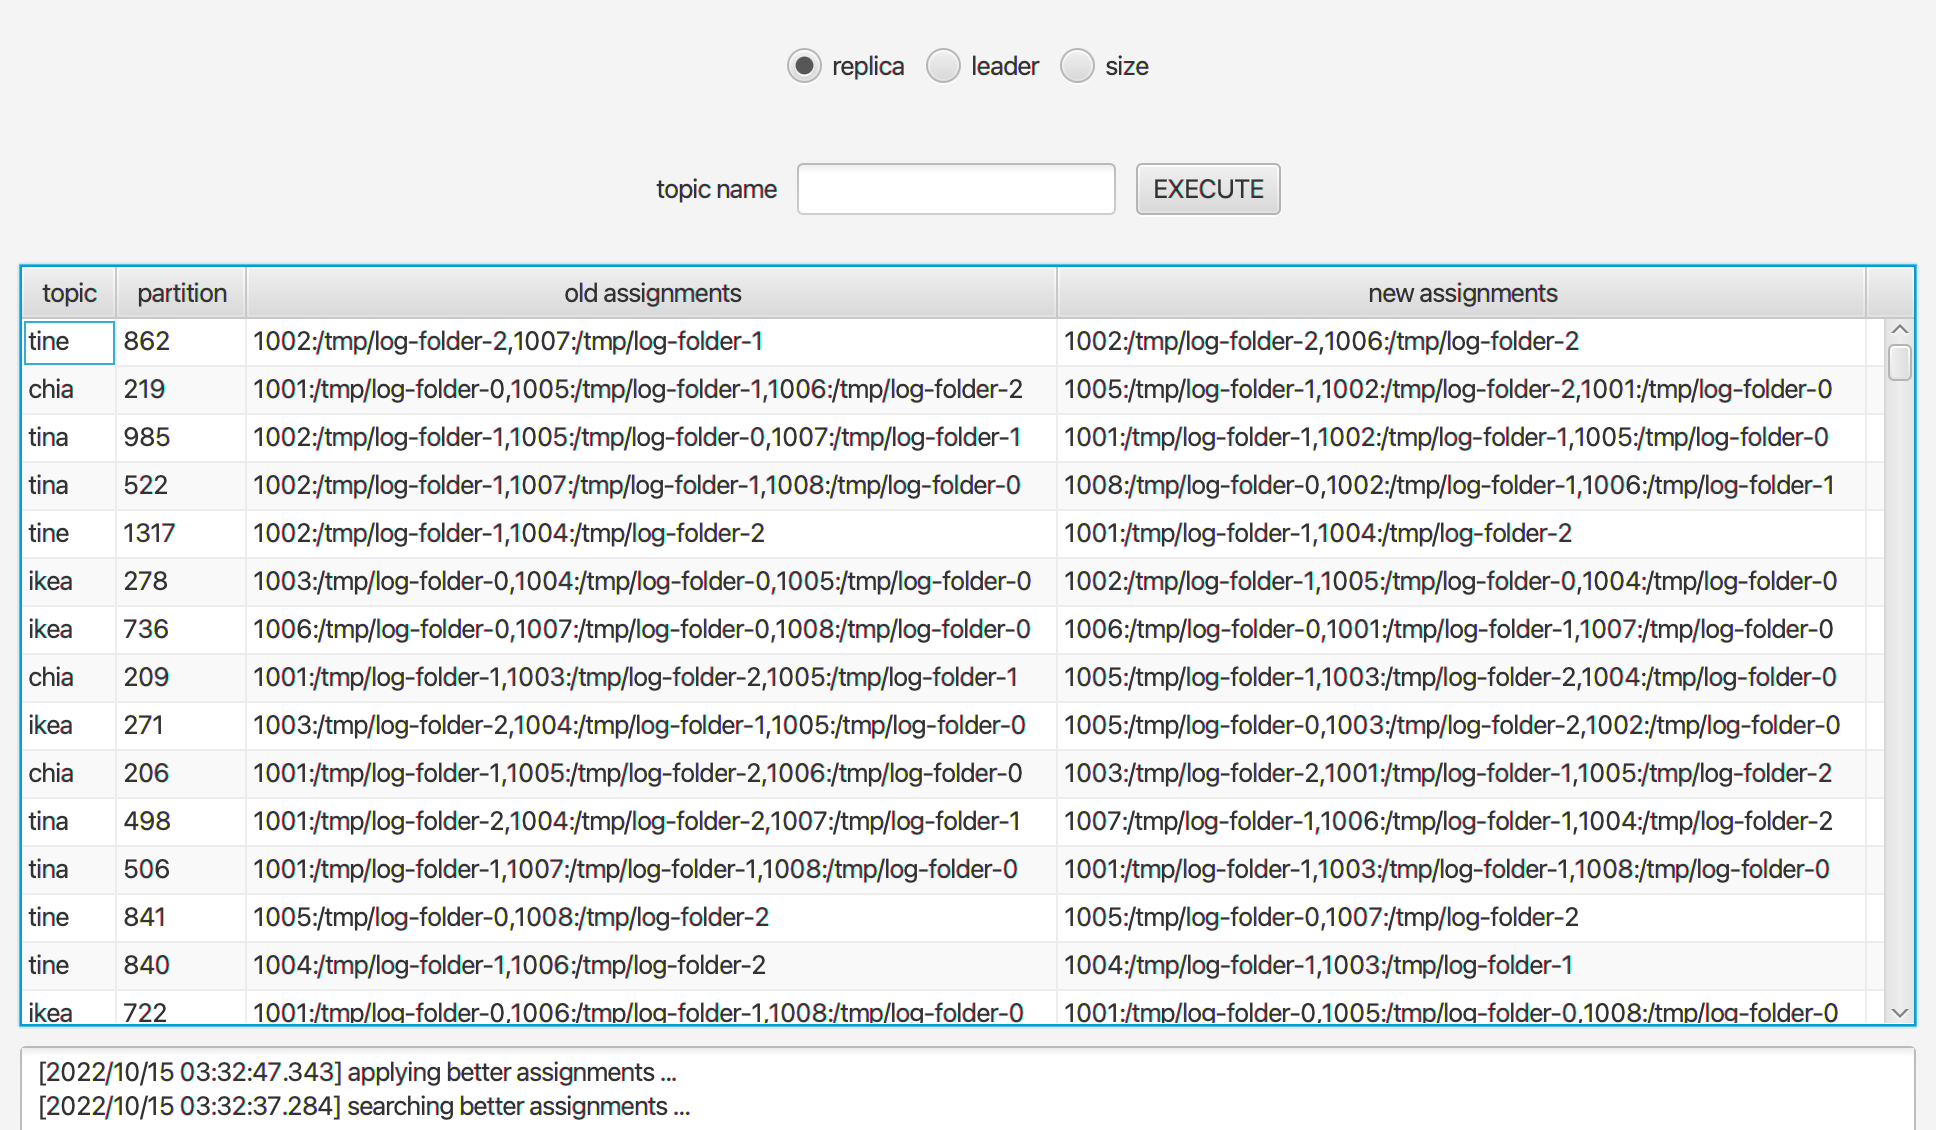 replica leader size
topic name EXECUTE
topic partition old assignments new assignments
tine 862 1002:/tmp/log-folder-2,1007:/tmp/log-folder-1 1002:/tmp/log-folder-2,1006:/tmp/log-folder-2
chia 219 1001:/tmp/log-folder-0,1005:/tmp/log-folder-1,1006:/tmp/log-folder-2 1005:/tmp/log-folder-1,1002:/tmp/log-folder-2,1001:/tmp/log-folder-0
tina 985 1002:/tmp/log-folder-1,1005:/tmp/log-folder-0,1007:/tmp/log-folder-1 1001:/tmp/log-folder-1,1002:/tmp/log-folder-1,1005:/tmp/log-folder-0
tina 522 1002:/tmp/log-folder-1,1007:/tmp/log-folder-1,1008:/tmp/log-folder-0 1008:/tmp/log-folder-0,1002:/tmp/log-folder-1,1006:/tmp/log-folder-1
tine 1317 1002:/tmp/log-folder-1,1004:/tmp/log-folder-2 1001:/tmp/log-folder-1,1004:/tmp/log-folder-2
ikea 278 1003:/tmp/log-folder-0,1004:/tmp/log-folder-0,1005:/tmp/log-folder-0 1002:/tmp/log-folder-1,1005:/tmp/log-folder-0,1004:/tmp/log-folder-0
ikea 736 1006:/tmp/log-folder-0,1007:/tmp/log-folder-0,1008:/tmp/log-folder-0 1006:/tmp/log-folder-0,1001:/tmp/log-folder-1,1007:/tmp/log-folder-0
chia 209 1001:/tmp/log-folder-1,1003:/tmp/log-folder-2,1005:/tmp/log-folder-1 1005:/tmp/log-folder-1,1003:/tmp/log-folder-2,1004:/tmp/log-folder-0
ikea 271 1003:/tmp/log-folder-2,1004:/tmp/log-folder-1,1005:/tmp/log-folder-0 1005:/tmp/log-folder-0,1003:/tmp/log-folder-2,1002:/tmp/log-folder-0
chia 206 1001:/tmp/log-folder-1,1005:/tmp/log-folder-2,1006:/tmp/log-folder-0 1003:/tmp/log-folder-2,1001:/tmp/log-folder-1,1005:/tmp/log-folder-2
tina 498 1001:/tmp/log-folder-2,1004:/tmp/log-folder-2,1007:/tmp/log-folder-1 1007:/tmp/log-folder-1,1006:/tmp/log-folder-1,1004:/tmp/log-folder-2
tina 506 1001:/tmp/log-folder-1,1007:/tmp/log-folder-1,1008:/tmp/log-folder-0 1001:/tmp/log-folder-1,1003:/tmp/log-folder-1,1008:/tmp/log-folder-0
tine 841 1005:/tmp/log-folder-0,1008:/tmp/log-folder-2 1005:/tmp/log-folder-0,1007:/tmp/log-folder-2
tine 840 1004:/tmp/log-folder-1,1006:/tmp/log-folder-2 1004:/tmp/log-folder-1,1003:/tmp/log-folder-1
ikea 722 1001:/tmp/log-folder-0,1006:/tmp/log-folder-1,1008:/tmp/log-folder-0 1001:/tmp/log-folder-0,1005:/tmp/log-folder-0,1008:/tmp/log-folder-0
[2022/10/15 03:32:47.343] applying better assignments ...
[2022/10/15 03:32:37.284] searching better assignments ...